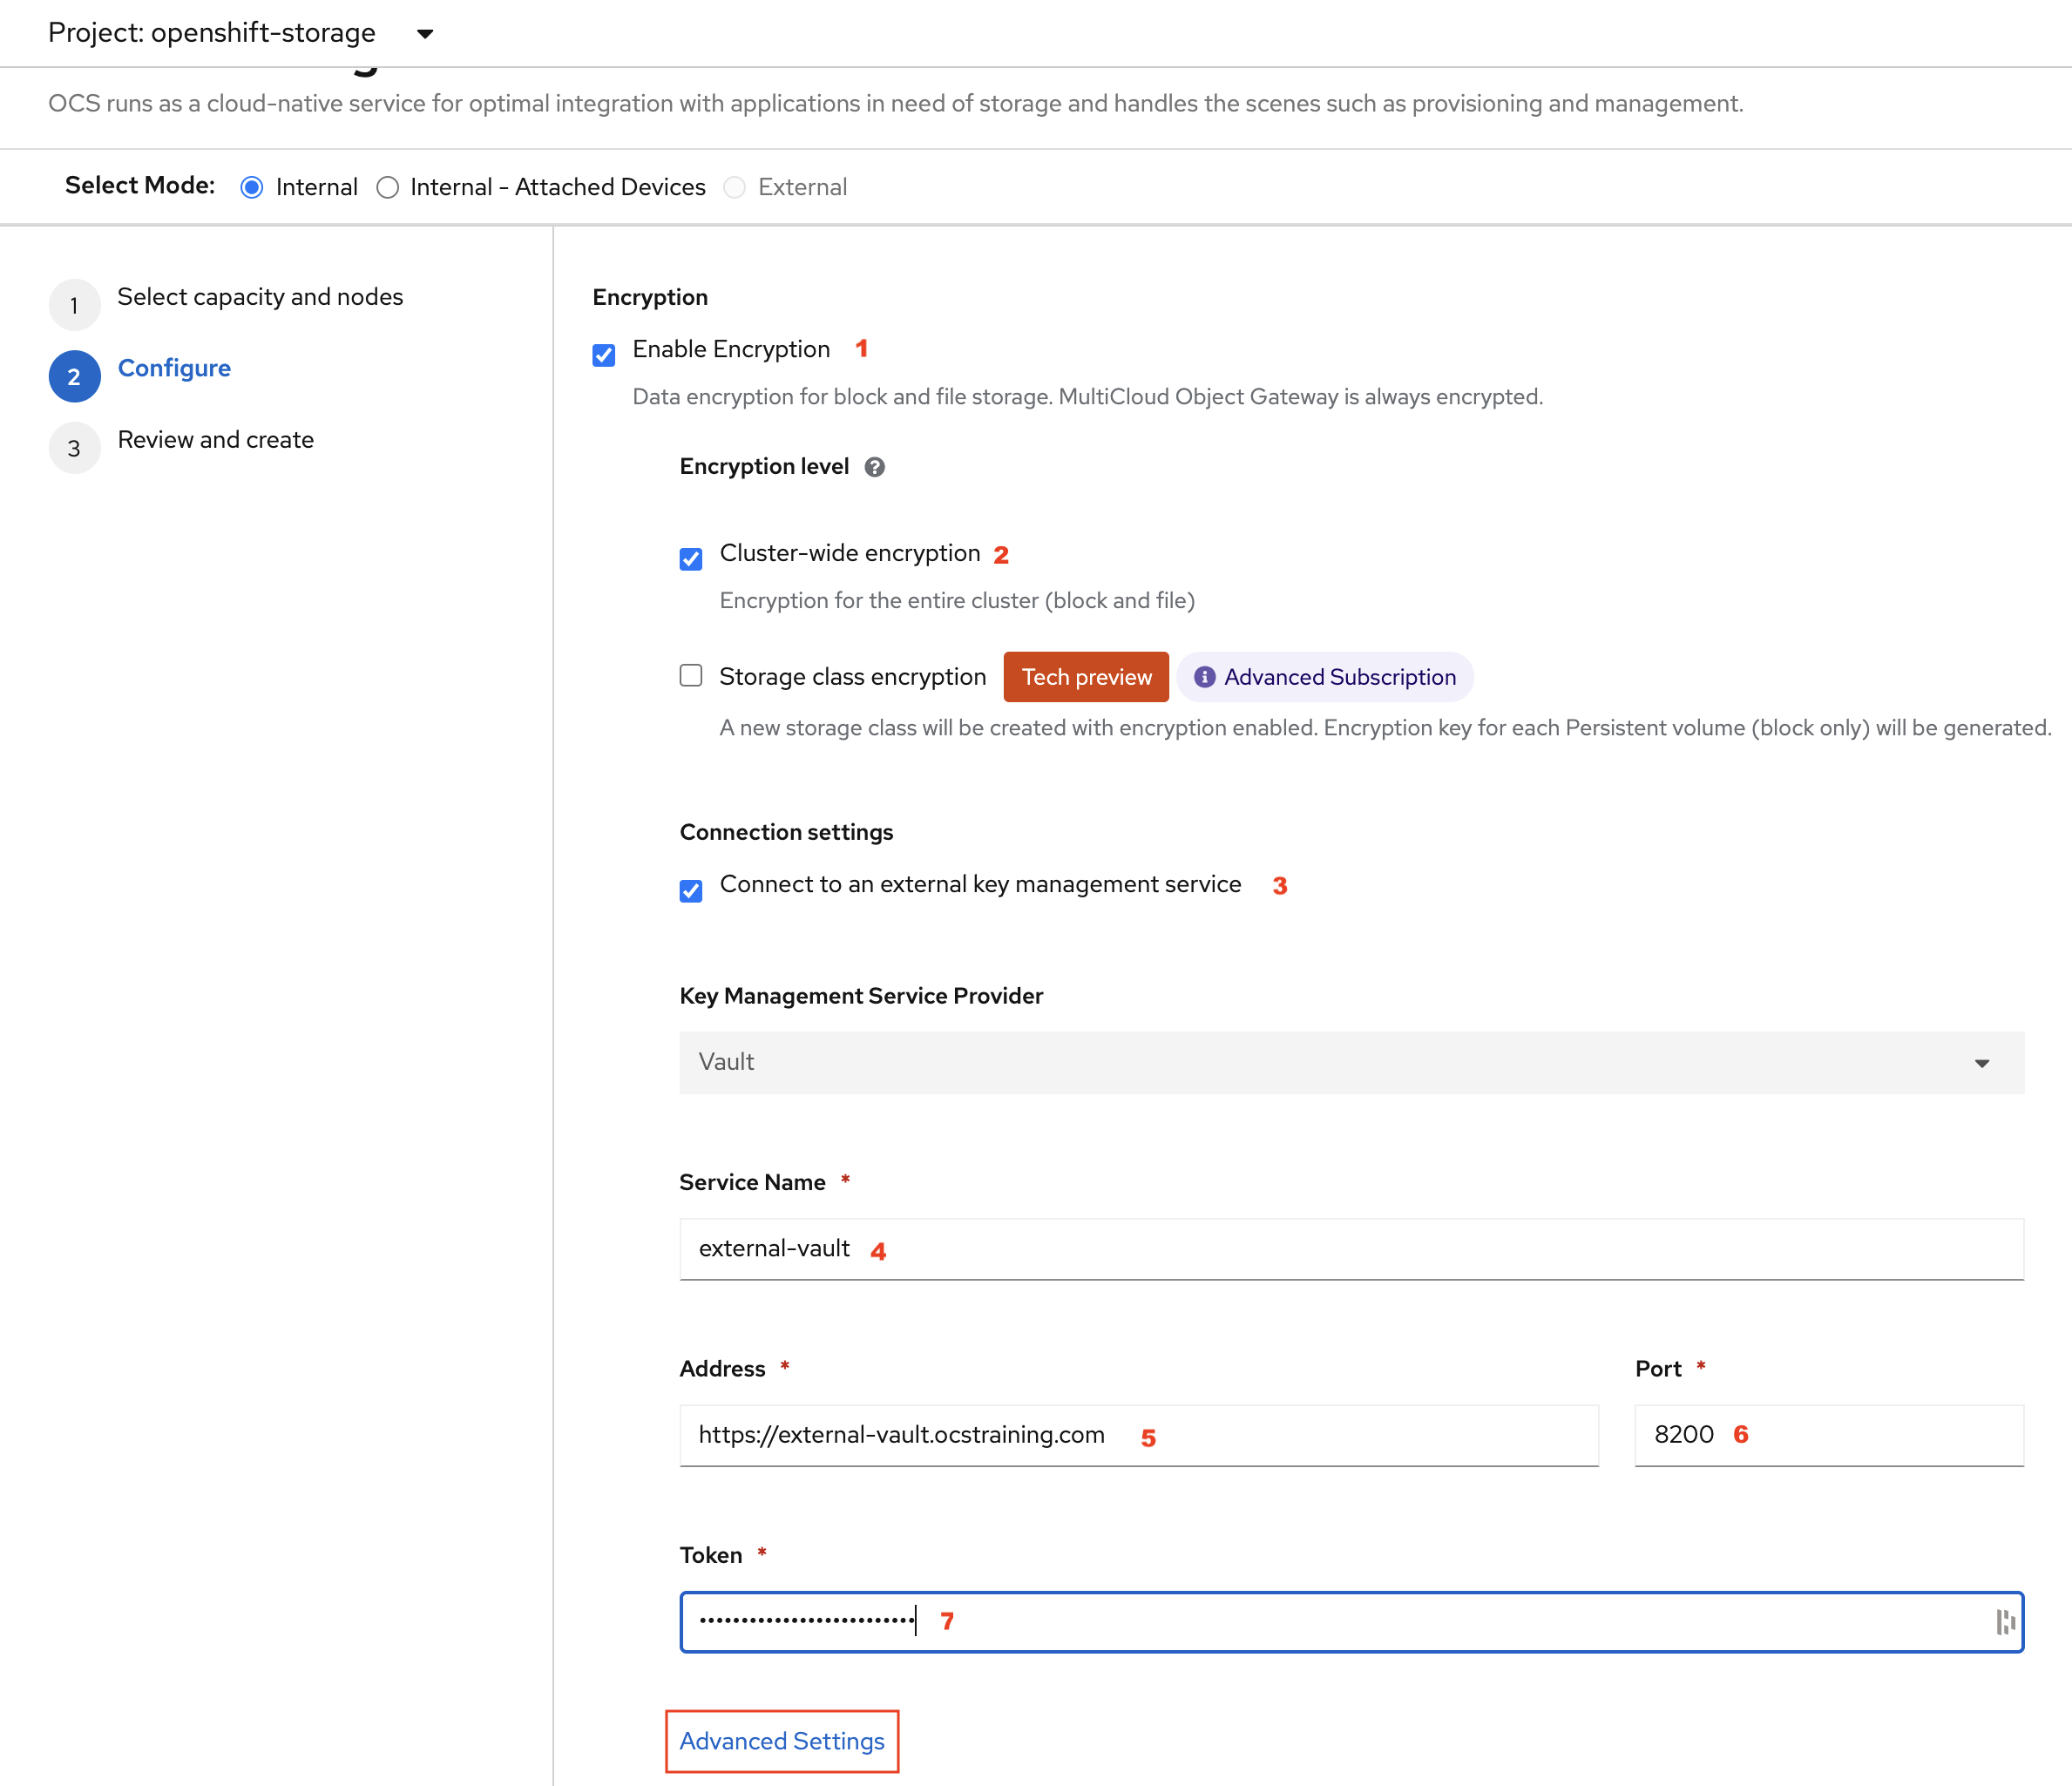 Project: openshift-storage
OCS runs as a cloud-native service for optimal integration with applications in need of storage and handles the scenes such as provisioning and management.
Select Mode: Internal Internal - Attached Devices External
1 Select capacity and nodes
2 Configure
3 Review and create
Encryption
Enable Encryption 1
Data encryption for block and file storage. MultiCloud Object Gateway is always encrypted.
Encryption level ?
Cluster-wide encryption 2
Encryption for the entire cluster (block and file)
Storage class encryption Tech preview i Advanced Subscription
A new storage class will be created with encryption enabled. Encryption key for each Persistent volume (block only) will be generated.
Connection settings
Connect to an external key management service 3
Key Management Service Provider
Vault
Service Name *
external-vault 4
Address * Port *
https://external-vault.ocstraining.com 5 8200 6
Token *
•••••••••••••••••••••••••• 7
Advanced Settings